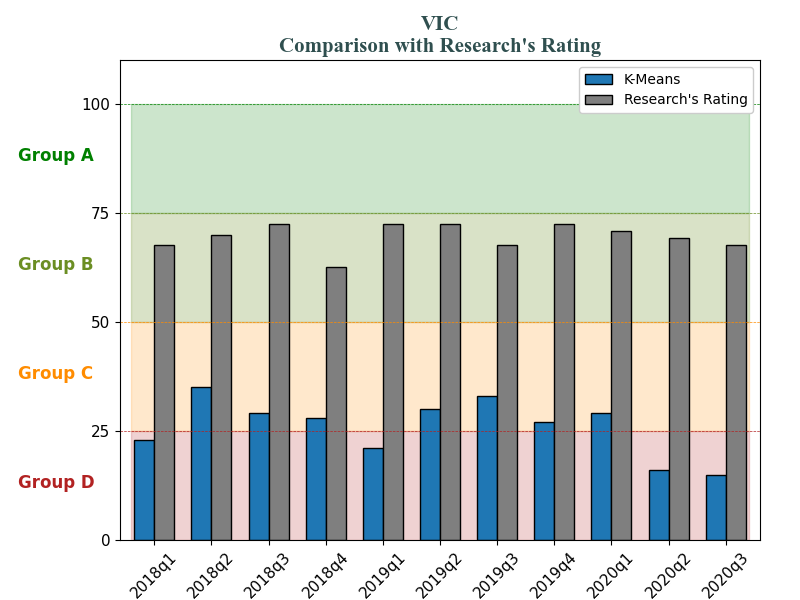 VIC
Comparison with Research's Rating
K-Means
Research's Rating
100
Group A
75
Group B
50
Group C
25
Group D
0
2018q1
2018q2
2018q3
2018q4
2019q1
2019q2
2019q3
2019q4
2020q1
2020q2
2020q3